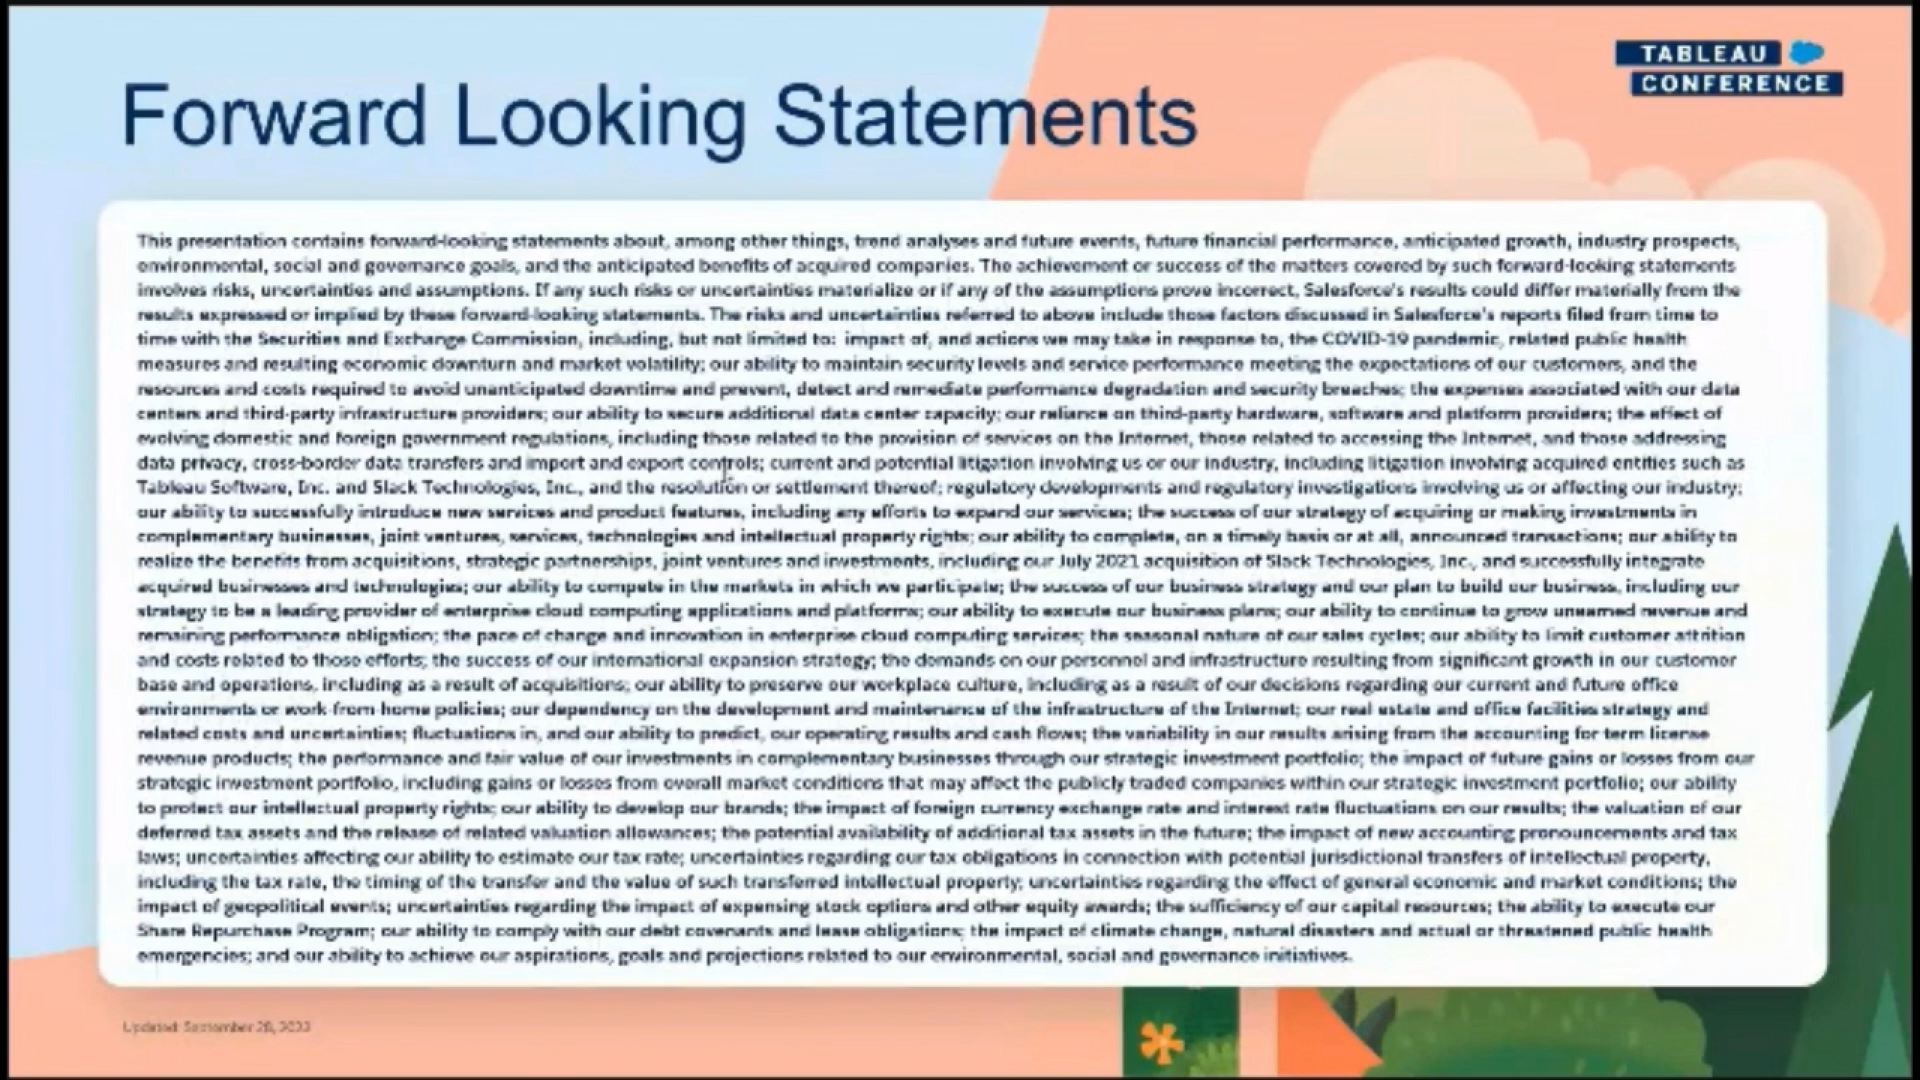 TABLEAU
CONFERENCE
Forward Looking Statements
This presentation contains forward-looking statements about, among other things, trend analyses and future events, future financial performance, anticipated growth, industry prospects,
environmental, social and governance goals, and the anticipated benefits of acquired companies. The achievement or success of the matters covered by such forward-looking statements
involves risks, uncertainties and assumptions. If any such risks or uncertainties materialize or if any of the assumptions prove incorrect, Salesforce's results could differ materially from the
results expressed or implied by these forward-looking statements. The risks and uncertainties referred to above include those factors discussed in Salesforce's reports filed from time to
time with the Securities and Exchange Commission, including, but not limited to: impact of, and actions we may take in response to, the COVID-19 pandemic, related public health
measures and resulting economic downturn and market volatility; our ability to maintain security levels and service performance meeting the expectations of our customers, and the
resources and costs required to avoid unanticipated downtime and prevent, detect and remediate performance degradation and security breaches; the expenses associated with our data
centers and third-party infrastructure providers; our ability to secure additional data center capacity; our reliance on third-party hardware, software and platform providers; the effect of
evolving domestic and foreign government regulations, including those related to the provision of services on the Internet, those related to accessing the Internet, and those addressing
data privacy, cross-border data transfers and import and export controls; current and potential litigation involving us or our industry, including litigation involving acquired entities such as
Tableau Software, Inc. and Slack Technologies, Inc., and the resolution or settlement thereof; regulatory developments and regulatory investigations involving us or affecting our industry;
our ability to successfully introduce new services and product features, including any efforts to expand our services; the success of our strategy of acquiring or making investments in
complementary businesses, joint ventures, services, technologies and intellectual property rights; our ability to complete, on a timely basis or at all, announced transactions; our ability to
realize the benefits from acquisitions, strategic partnerships, joint ventures and investments, including our July 2021 acquisition of Slack Technologies, Inc., and successfully integrate
acquired businesses and technologies; our ability to compete in the markets in which we participate; the success of our business strategy and our plan to build our business, including our
strategy to be a leading provider of enterprise cloud computing applications and platforms; our ability to execute our business plans; our ability to continue to grow unearned revenue and
remaining performance obligation; the pace of change and innovation in enterprise cloud computing services; the seasonal nature of our sales cycles; our ability to limit customer attrition
and costs related to those efforts; the success of our international expansion strategy; the demands on our personnel and infrastructure resulting from significant growth in our customer
base and operations, including as a result of acquisitions; our ability to preserve our workplace culture, including as a result of our decisions regarding our current and future office
environments or work-from-home policies; our dependency on the development and maintenance of the infrastructure of the Internet; our real estate and office facilities strategy and
related costs and uncertainties; fluctuations in, and our ability to predict, our operating results and cash flows; the variability in our results arising from the accounting for term license
revenue products; the performance and fair value of our investments in complementary businesses through our strategic investment portfolio; the impact of future gains or losses from our
strategic investment portfolio, including gains or losses from overall market conditions that may affect the publicly traded companies within our strategic investment portfolio; our ability
to protect our intellectual property rights; our ability to develop our brands; the impact of foreign currency exchange rate and interest rate fluctuations on our results; the valuation of our
deferred tax assets and the release of related valuation allowances; the potential availability of additional tax assets in the future; the impact of new accounting pronouncements and tax
laws; uncertainties affecting our ability to estimate our tax rate; uncertainties regarding our tax obligations in connection with potential jurisdictional transfers of intellectual property,
including the tax rate, the timing of the transfer and the value of such transferred intellectual property; uncertainties regarding the effect of general economic and market conditions; the
impact of geopolitical events; uncertainties regarding the impact of expensing stock options and other equity awards; the sufficiency of our capital resources; the ability to execute our
Share Repurchase Program; our ability to comply with our debt covenants and lease obligations; the impact of climate change, natural disasters and actual or threatened public health
emergencies; and our ability to achieve our aspirations, goals and projections related to our environmental, social and governance initiatives.
Updated: September 28,